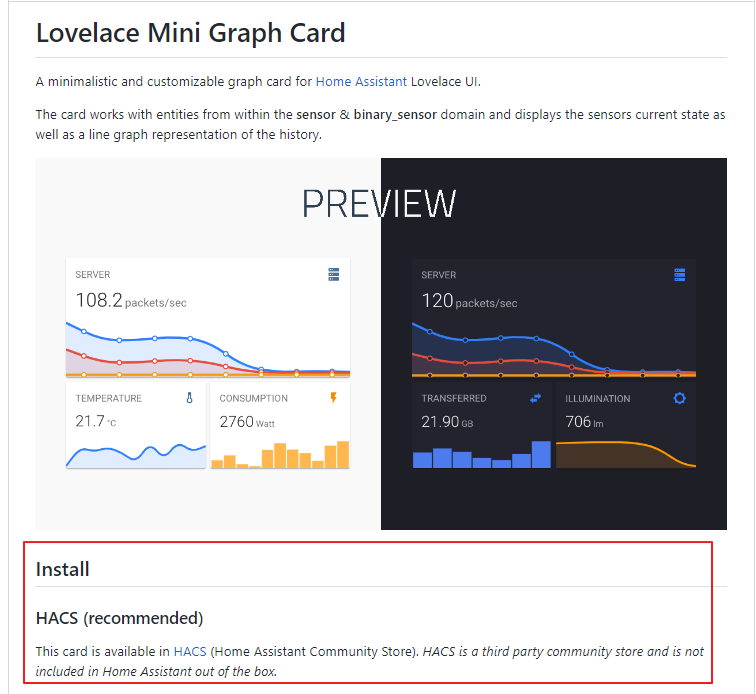 Lovelace Mini Graph Card
A minimalistic and customizable graph card for Home Assistant Lovelace UI.
The card works with entities from within the sensor & binary_sensor domain and displays the sensors current state as
well as a line graph representation of the history.
PREVIEW
SERVER
108.2 packets/sec
TEMPERATURE
21.7 °C
CONSUMPTION
2760 Watt
SERVER
120 packets/sec
TRANSFERRED
21.90 GB
ILLUMINATION
706 lm
Install
HACS (recommended)
This card is available in HACS (Home Assistant Community Store). HACS is a third party community store and is not
included in Home Assistant out of the box.